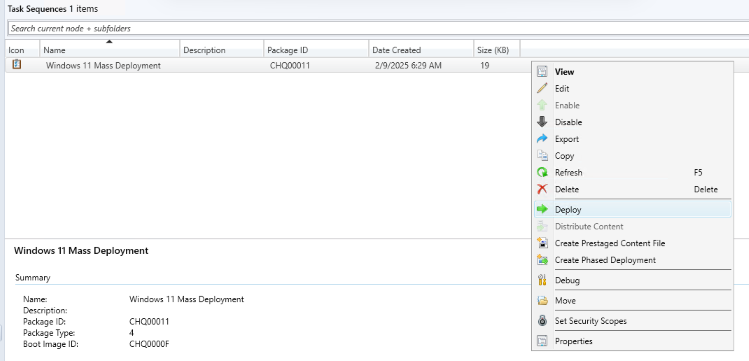 Task Sequences 1 items
Search current node + subfolders
Icon Name Description Package ID Date Created Size (KB)
Windows 11 Mass Deployment CHQ00011 2/9/2025 6:29 AM 19
View
Edit
Enable
Disable
Export
Copy
Refresh F5
Delete Delete
Deploy
Distribute Content
Create Prestaged Content File
Create Phased Deployment
Debug
Move
Set Security Scopes
Properties
Windows 11 Mass Deployment
Summary
Name: Windows 11 Mass Deployment
Description:
Package ID: CHQ00011
Package Type: 4
Boot Image ID: CHQ0000F